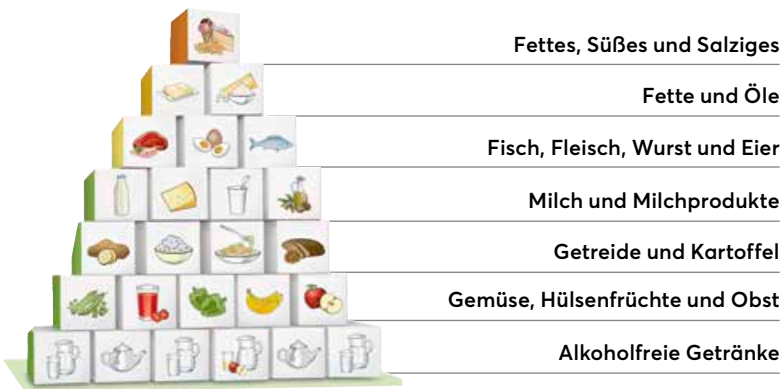 Fettes, Süßes und Salziges
Fette und Öle
Fisch, Fleisch, Wurst und Eier
Milch und Milchprodukte
Getreide und Kartoffel
Gemüse, Hülsenfrüchte und Obst
Alkoholfreie Getränke